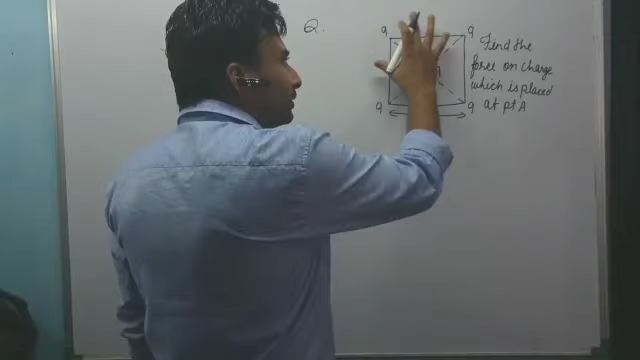 Q.
q q
Find the
force on charge
which is placed
at pt A
q q